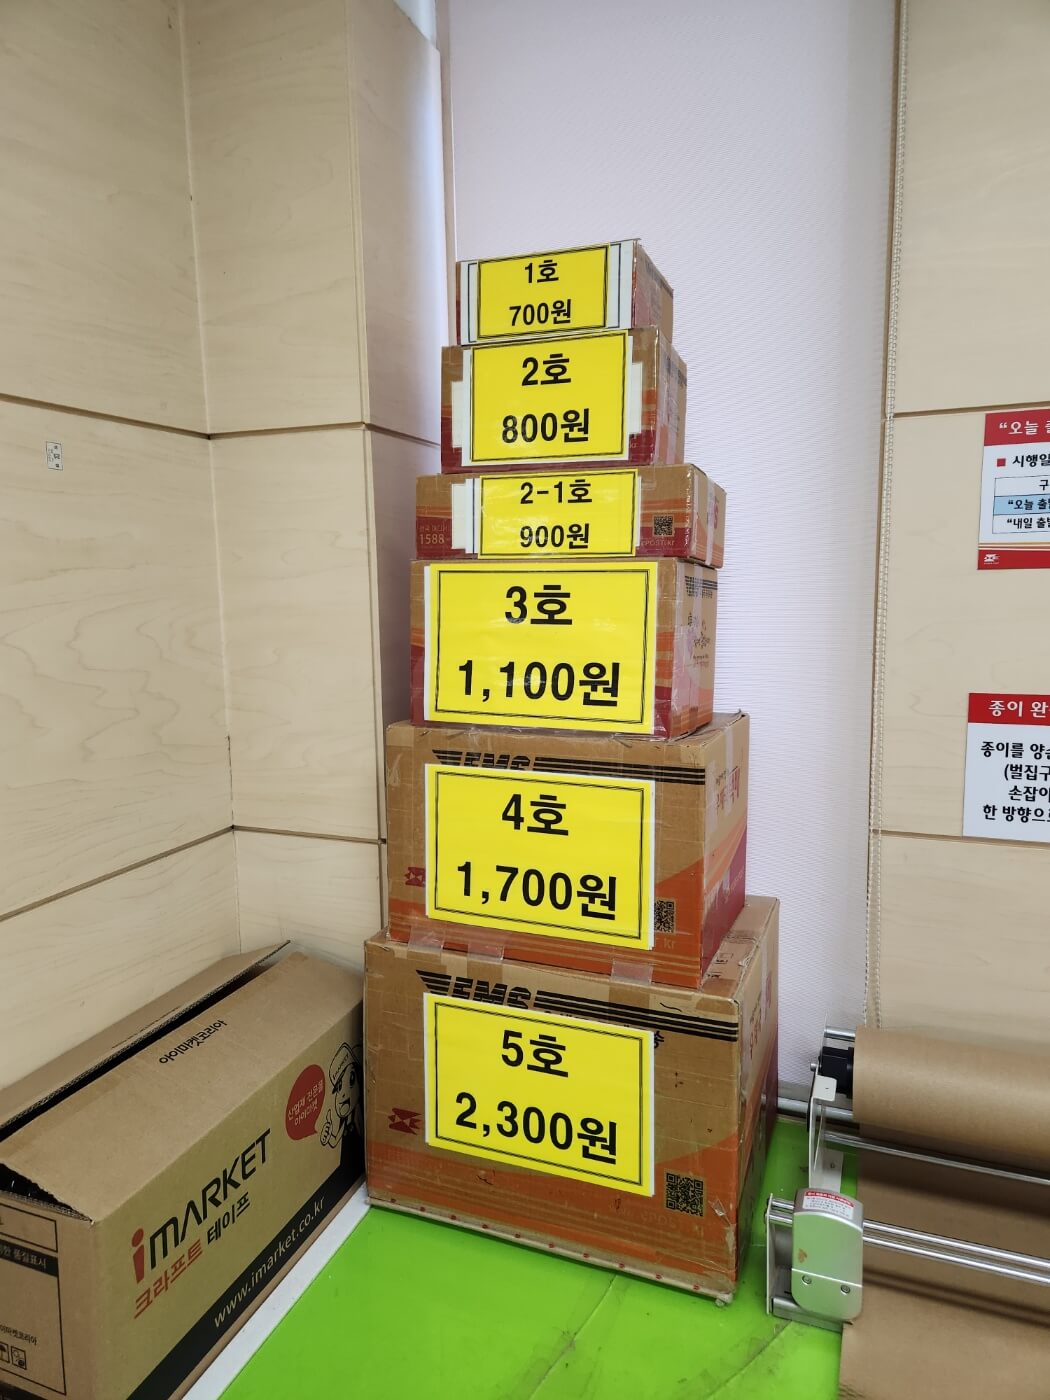 1호
700원
2호
800원
2-1호
900원
1588
3호
1,100원
EMS
4호
1,700원
EMS
5호
2,300원
아이마켓코리아
iMARKET
크라프트 테이프
www.imarket.co.kr
"오늘
시행일
구
"오늘 출발
"내일 출발
종이
종이를
(벌집구
손잡이
한 방향으로